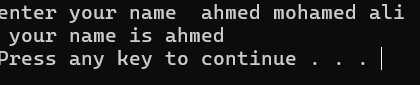 enter your name  ahmed mohamed ali
 your name is ahmed
Press any key to continue . . .